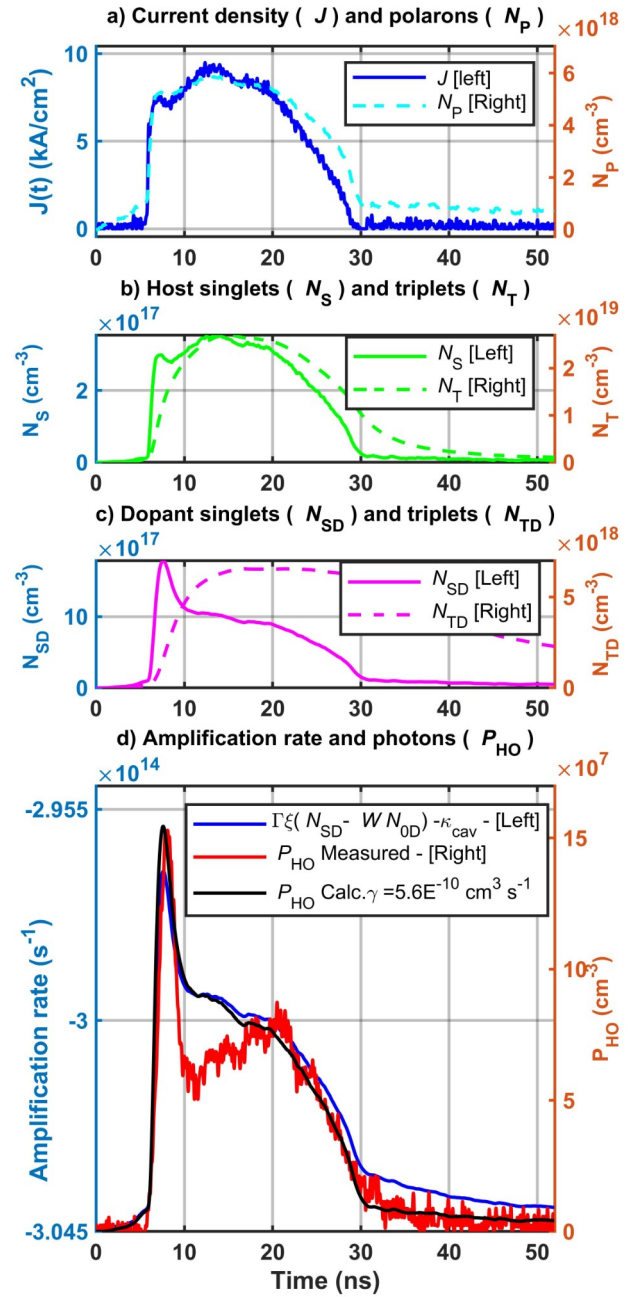 a) Current density ( J) and polarons ( N_P)
×10^18
J(t) (kA/cm^2)
10
5
0
J [left]
N_P [Right]
6
4
2
0
N_P (cm^-3)
0 10 20 30 40 50
b) Host singlets ( N_S) and triplets ( N_T)
×10^17
×10^19
N_S (cm^-3)
2
0
N_S [Left]
N_T [Right]
2
1
0
N_T (cm^-3)
0 10 20 30 40 50
c) Dopant singlets ( N_SD) and triplets ( N_TD)
×10^17
×10^18
N_SD (cm^-3)
10
0
N_SD [Left]
N_TD [Right]
6
4
2
0
N_TD (cm^-3)
0 10 20 30 40 50
d) Amplification rate and photons ( P_HO)
×10^14
×10^7
Amplification rate (s^-1)
-2.955
-3
-3.045
Γξ( N_SD- W N_0D) -κ_cav - [Left]
P_HO Measured - [Right]
P_HO Calc.γ =5.6E^-10 cm^3 s^-1
15
10
5
0
P_HO (cm^-3)
0 10 20 30 40 50
Time (ns)